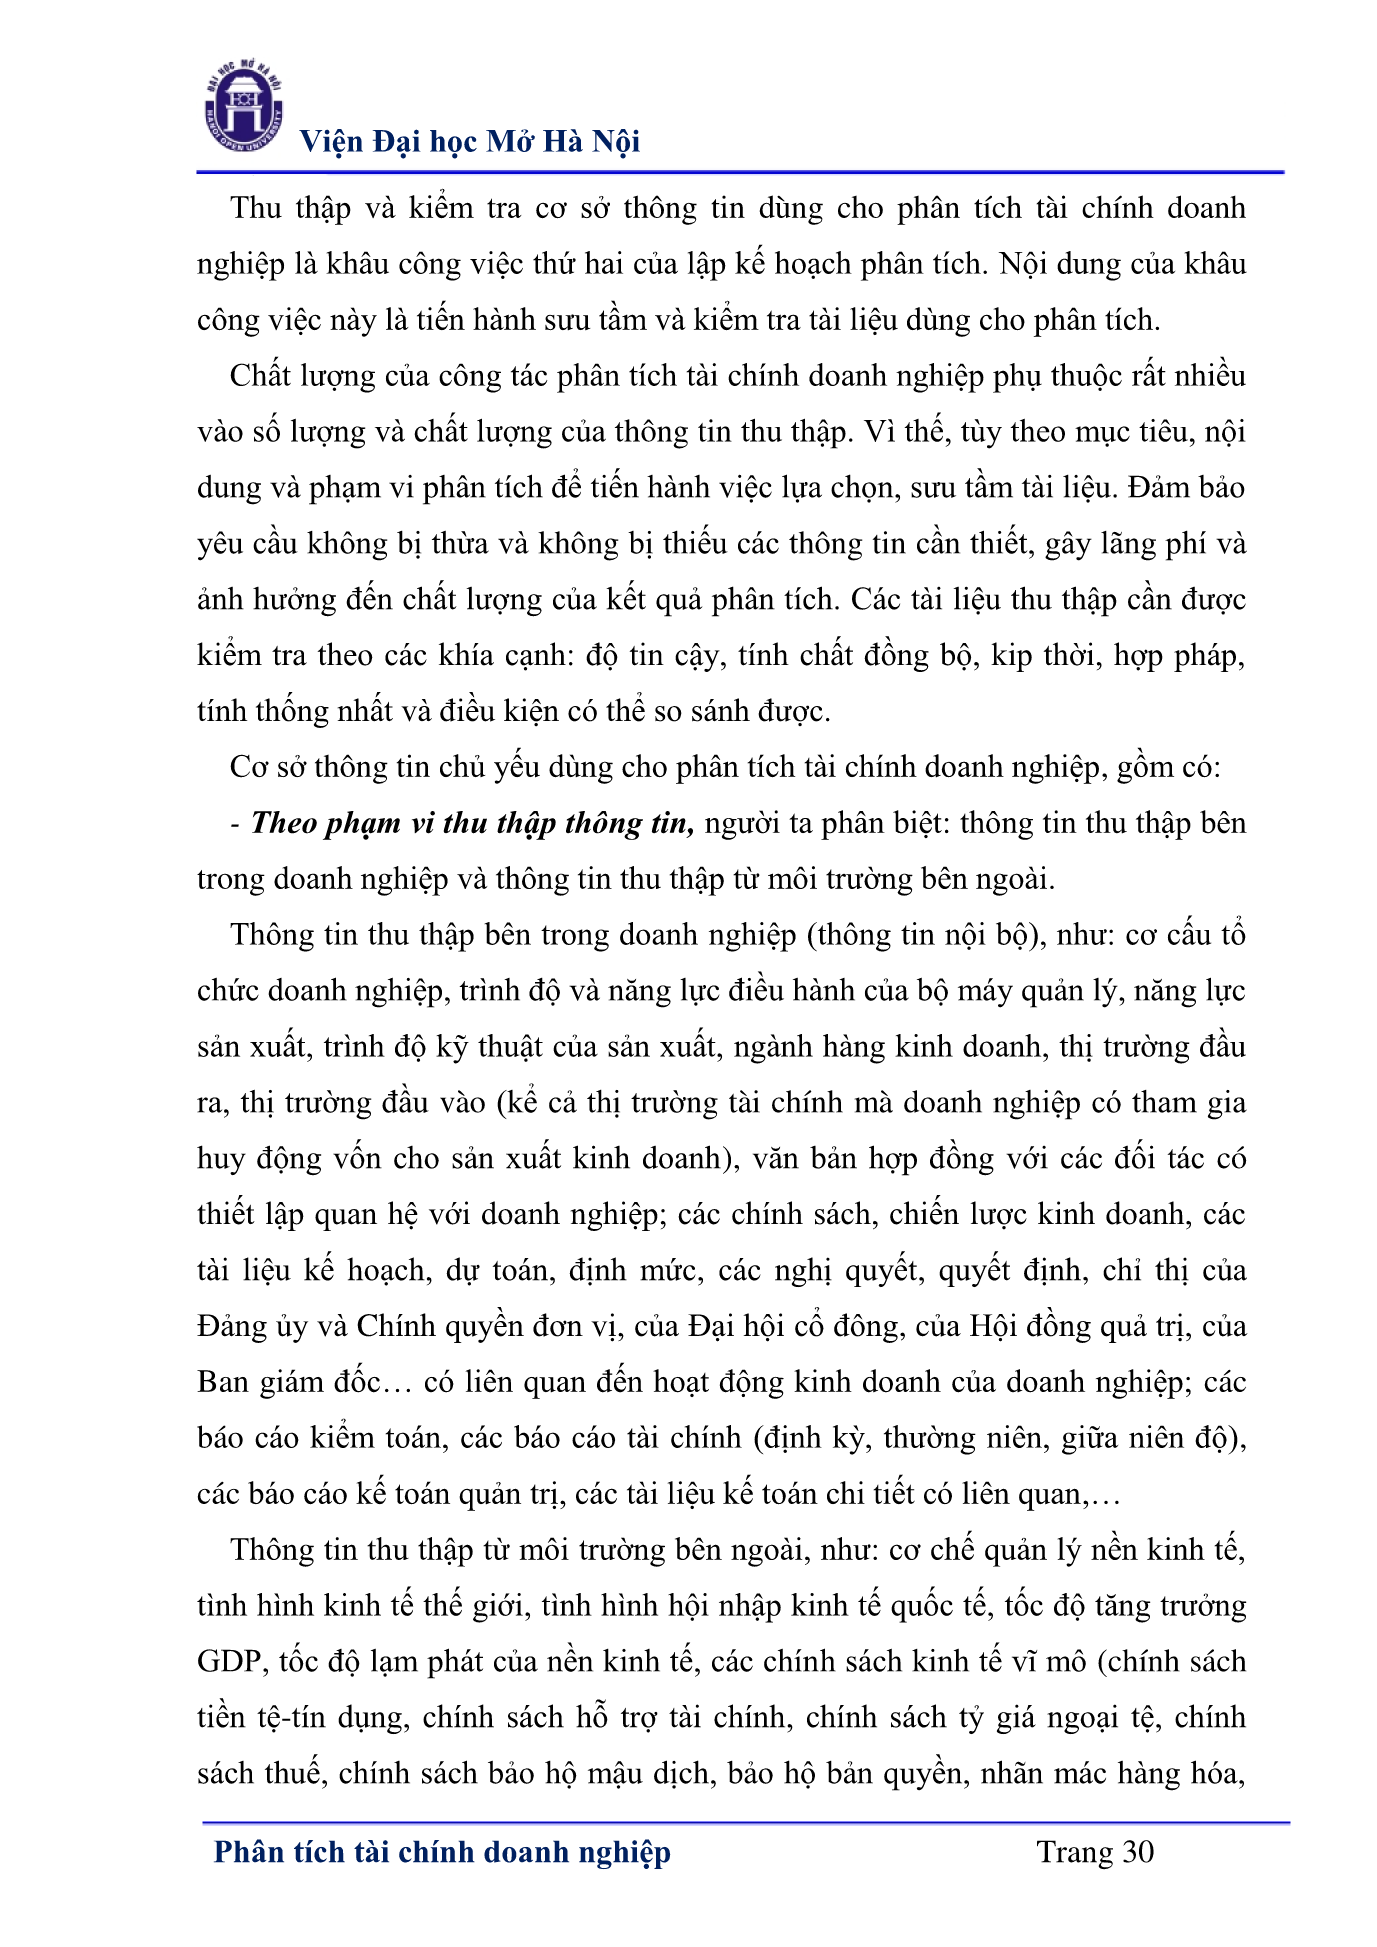 ĐẠI HỌC MỞ HÀ NỘI
HANOI OPEN UNIVERSITY
Viện Đại học Mở Hà Nội
Thu thập và kiểm tra cơ sở thông tin dùng cho phân tích tài chính doanh
nghiệp là khâu công việc thứ hai của lập kế hoạch phân tích. Nội dung của khâu
công việc này là tiến hành sưu tầm và kiểm tra tài liệu dùng cho phân tích.
Chất lượng của công tác phân tích tài chính doanh nghiệp phụ thuộc rất nhiều
vào số lượng và chất lượng của thông tin thu thập. Vì thế, tùy theo mục tiêu, nội
dung và phạm vi phân tích để tiến hành việc lựa chọn, sưu tầm tài liệu. Đảm bảo
yêu cầu không bị thừa và không bị thiếu các thông tin cần thiết, gây lãng phí và
ảnh hưởng đến chất lượng của kết quả phân tích. Các tài liệu thu thập cần được
kiểm tra theo các khía cạnh: độ tin cậy, tính chất đồng bộ, kip thời, hợp pháp,
tính thống nhất và điều kiện có thể so sánh được.
Cơ sở thông tin chủ yếu dùng cho phân tích tài chính doanh nghiệp, gồm có:
- Theo phạm vi thu thập thông tin, người ta phân biệt: thông tin thu thập bên
trong doanh nghiệp và thông tin thu thập từ môi trường bên ngoài.
Thông tin thu thập bên trong doanh nghiệp (thông tin nội bộ), như: cơ cấu tổ
chức doanh nghiệp, trình độ và năng lực điều hành của bộ máy quản lý, năng lực
sản xuất, trình độ kỹ thuật của sản xuất, ngành hàng kinh doanh, thị trường đầu
ra, thị trường đầu vào (kể cả thị trường tài chính mà doanh nghiệp có tham gia
huy động vốn cho sản xuất kinh doanh), văn bản hợp đồng với các đối tác có
thiết lập quan hệ với doanh nghiệp; các chính sách, chiến lược kinh doanh, các
tài liệu kế hoạch, dự toán, định mức, các nghị quyết, quyết định, chỉ thị của
Đảng ủy và Chính quyền đơn vị, của Đại hội cổ đông, của Hội đồng quả trị, của
Ban giám đốc… có liên quan đến hoạt động kinh doanh của doanh nghiệp; các
báo cáo kiểm toán, các báo cáo tài chính (định kỳ, thường niên, giữa niên độ),
các báo cáo kế toán quản trị, các tài liệu kế toán chi tiết có liên quan,…
Thông tin thu thập từ môi trường bên ngoài, như: cơ chế quản lý nền kinh tế,
tình hình kinh tế thế giới, tình hình hội nhập kinh tế quốc tế, tốc độ tăng trưởng
GDP, tốc độ lạm phát của nền kinh tế, các chính sách kinh tế vĩ mô (chính sách
tiền tệ-tín dụng, chính sách hỗ trợ tài chính, chính sách tỷ giá ngoại tệ, chính
sách thuế, chính sách bảo hộ mậu dịch, bảo hộ bản quyền, nhãn mác hàng hóa,
Phân tích tài chính doanh nghiệp Trang 30